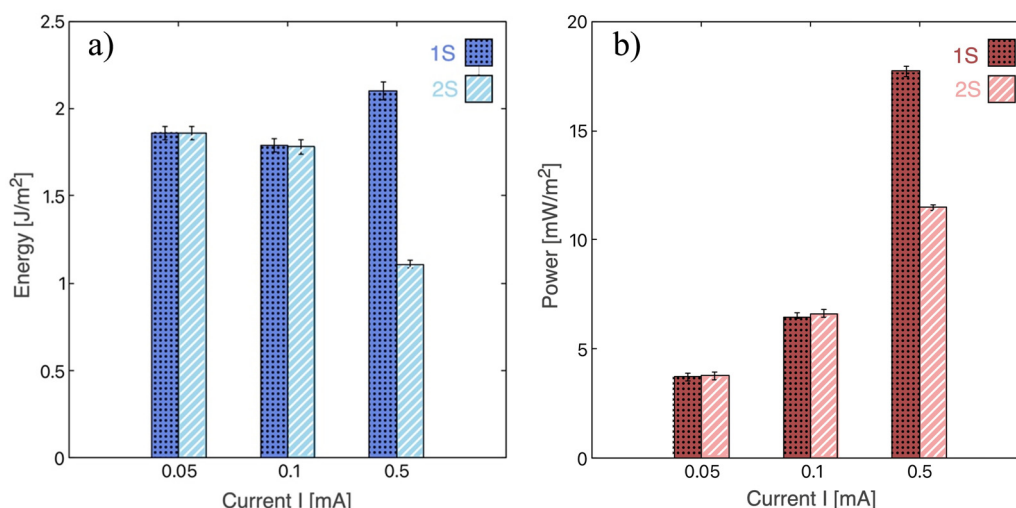 a)
1S
2S
2.5
2
1.5
1
0.5
0
Energy [J/m²]
0.05 0.1 0.5
Current I [mA]
b)
1S
2S
20
15
10
5
0
Power [mW/m²]
0.05 0.1 0.5
Current I [mA]